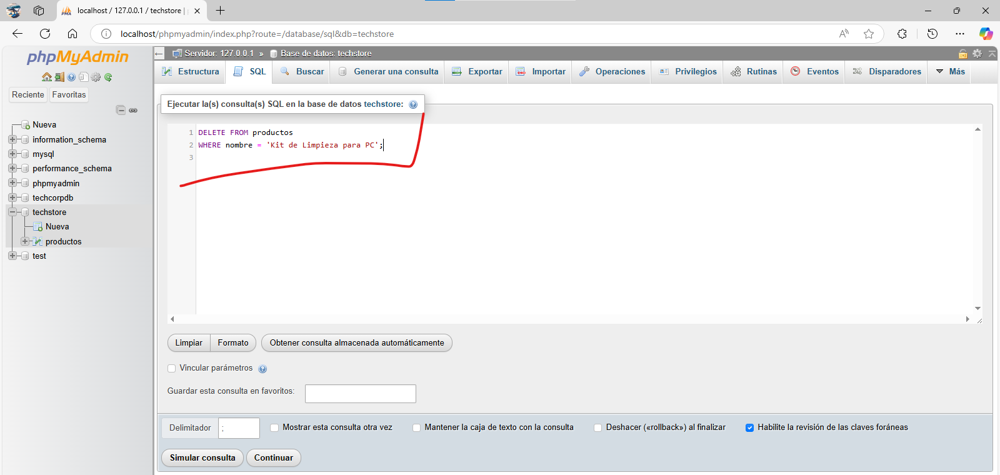 localhost / 127.0.0.1 / techstore |
localhost/phpmyadmin/index.php?route=/database/sql&db=techstore
phpMyAdmin
Reciente
Favoritas
Nueva
information_schema
mysql
performance_schema
phpmyadmin
techcorpdb
techstore
Nueva
productos
test
Servidor: 127.0.0.1 » Base de datos: techstore
Estructura SQL Buscar Generar una consulta Exportar Importar Operaciones Privilegios Rutinas Eventos Disparadores Más
Ejecutar la(s) consulta(s) SQL en la base de datos techstore:
1 DELETE FROM productos
2 WHERE nombre = 'Kit de Limpieza para PC';
3
Limpiar Formato Obtener consulta almacenada automáticamente
Vincular parámetros
Guardar esta consulta en favoritos:
Delimitador ; Mostrar esta consulta otra vez Mantener la caja de texto con la consulta Deshacer («rollback») al finalizar Habilite la revisión de las claves foráneas
Simular consulta Continuar